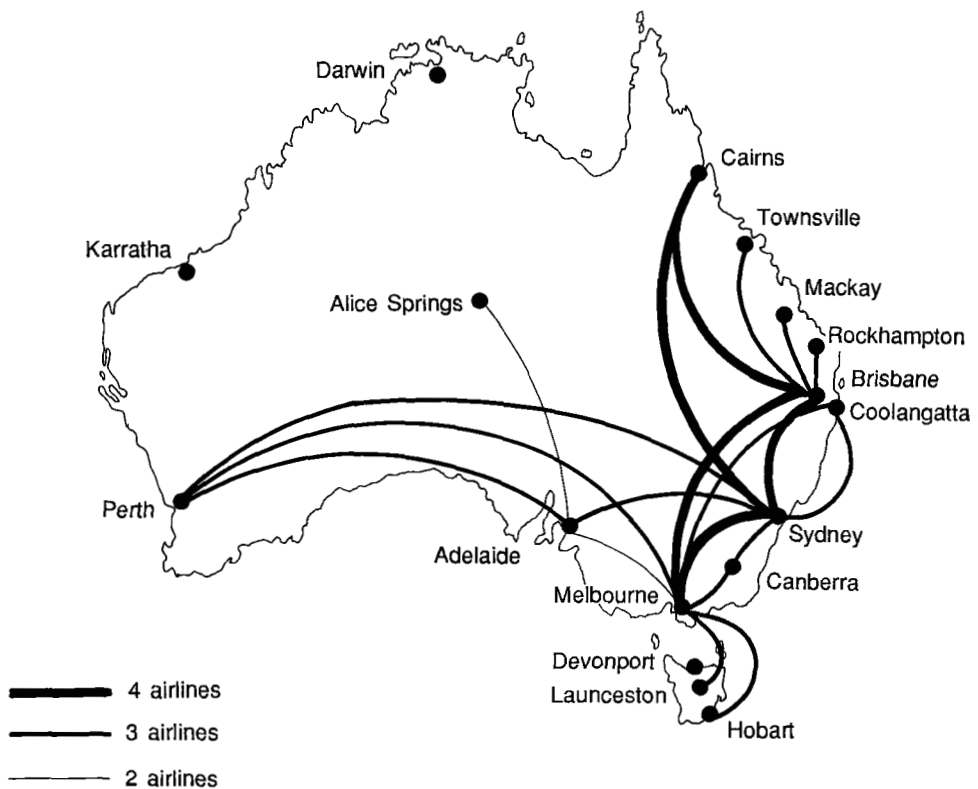 Darwin
Cairns
Townsville
Karratha
Mackay
Alice Springs
Rockhampton
Brisbane
Coolangatta
Perth
Sydney
Adelaide
Canberra
Melbourne
Devonport
Launceston
Hobart
4 airlines
3 airlines
2 airlines